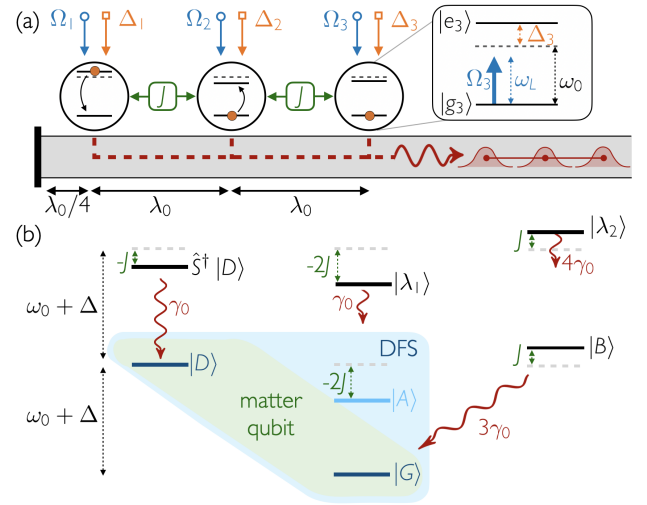 (a) Ω₁ Δ₁ Ω₂ Δ₂ Ω₃ Δ₃
|e₃⟩ Δ₃
Ω₃ ω_L ω₀
|g₃⟩
J J
λ₀/4 λ₀ λ₀
(b)
-J Ŝ† |D⟩ -2J |λ₁⟩ J |λ₂⟩
ω₀ + Δ γ₀ γ₀ 4γ₀
DFS
|D⟩ J |B⟩
-2J |A⟩
ω₀ + Δ matter
qubit 3γ₀
|G⟩